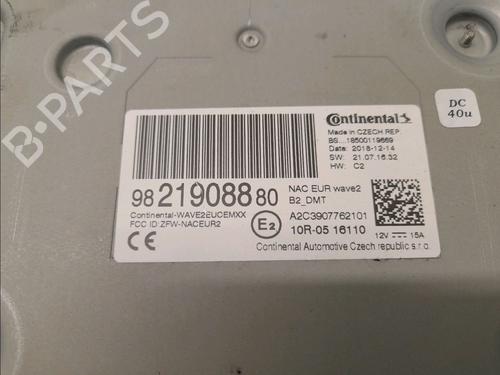 B-PARTS
DC
40u
Continental
Made in CZECH REP.
BS...18500119669
Date: 2018-12-14
SW: 21.07.16.32
HW: C2
98 219088 80
NAC EUR wave2
B2_DMT
Continental-WAVE2EUCEMXX
FCC ID:ZFW-NACEUR2
E2
A2C3907762101
10R-05 16110
12V 15A
CE
Continental Automotive Czech republic s.r.o.